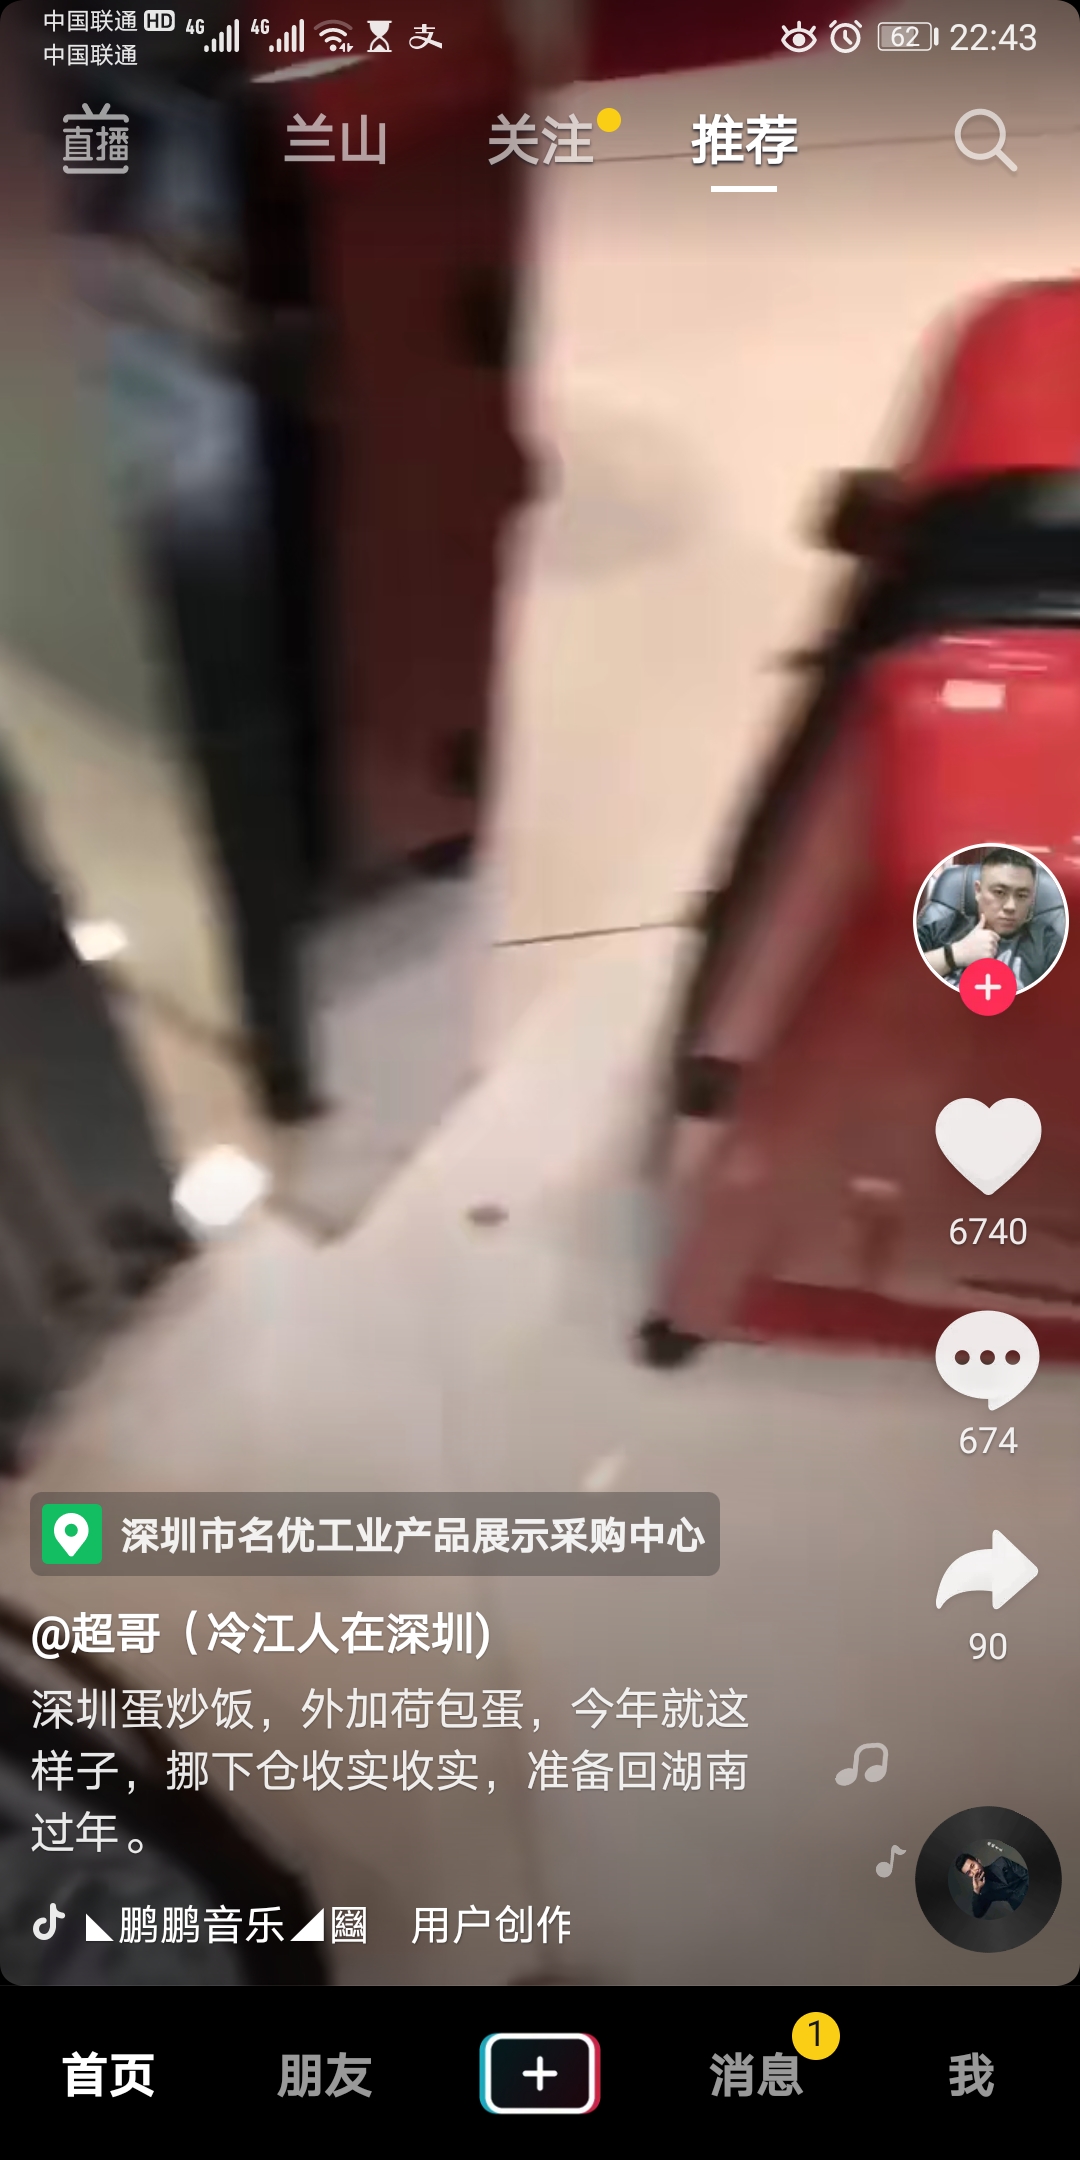 中国联通 HD 4G 4G 支 62 22:43
中国联通
直播 兰山 关注 推荐
6740
674
深圳市名优工业产品展示采购中心
90
@超哥（冷江人在深圳)
深圳蛋炒饭，外加荷包蛋，今年就这
样子，挪下仓收实收实，准备回湖南
过年。
◣鹏鹏音乐◢ 用户创作
首页 朋友 消息 1 我